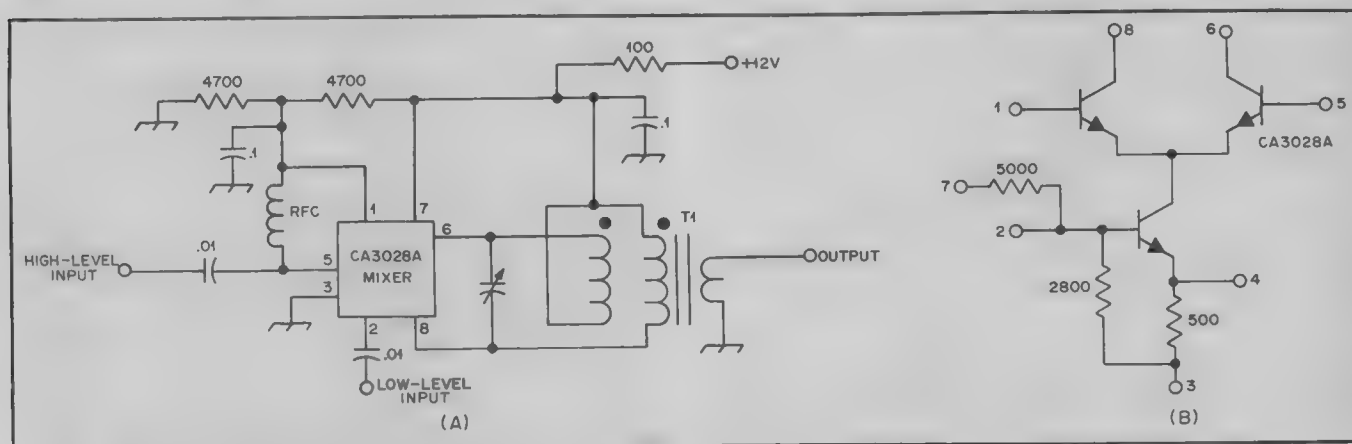 100
+12V
4700
4700
.1
.1
RFC
1
7
6
T1
HIGH-LEVEL
INPUT
.01
5
CA3028A
MIXER
3
2
8
OUTPUT
.01
LOW-LEVEL
INPUT
(A)
8
6
1
5
CA3028A
5000
7
2
2800
4
500
3
(B)